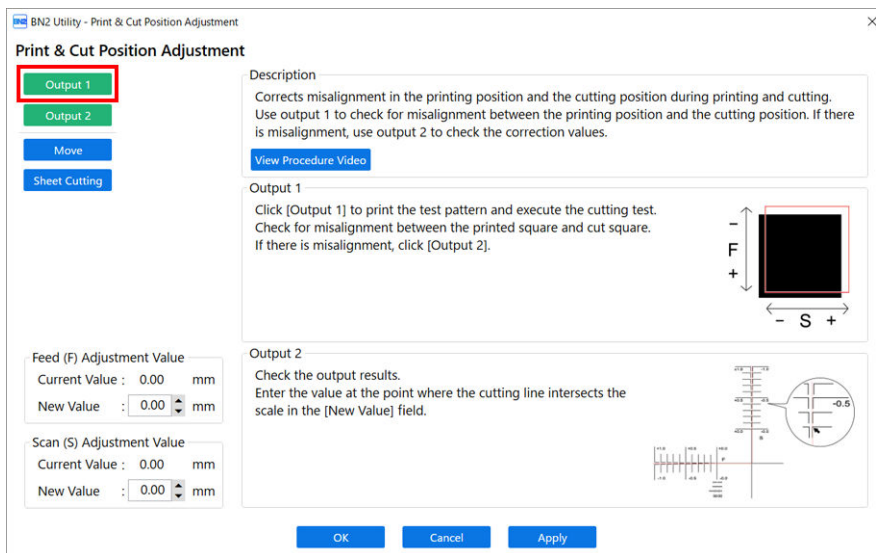 BN2 Utility - Print & Cut Position Adjustment
Print & Cut Position Adjustment
Output 1
Output 2
Move
Sheet Cutting
Description
Corrects misalignment in the printing position and the cutting position during printing and cutting.
Use output 1 to check for misalignment between the printing position and the cutting position. If there
is misalignment, use output 2 to check the correction values.
View Procedure Video
Output 1
Click [Output 1] to print the test pattern and execute the cutting test.
Check for misalignment between the printed square and cut square.
If there is misalignment, click [Output 2].
−
F
+
− S +
Feed (F) Adjustment Value
Current Value : 0.00 mm
New Value : 0.00 mm
Scan (S) Adjustment Value
Current Value : 0.00 mm
New Value : 0.00 mm
Output 2
Check the output results.
Enter the value at the point where the cutting line intersects the
scale in the [New Value] field.
-0.5
S
F
OK
Cancel
Apply